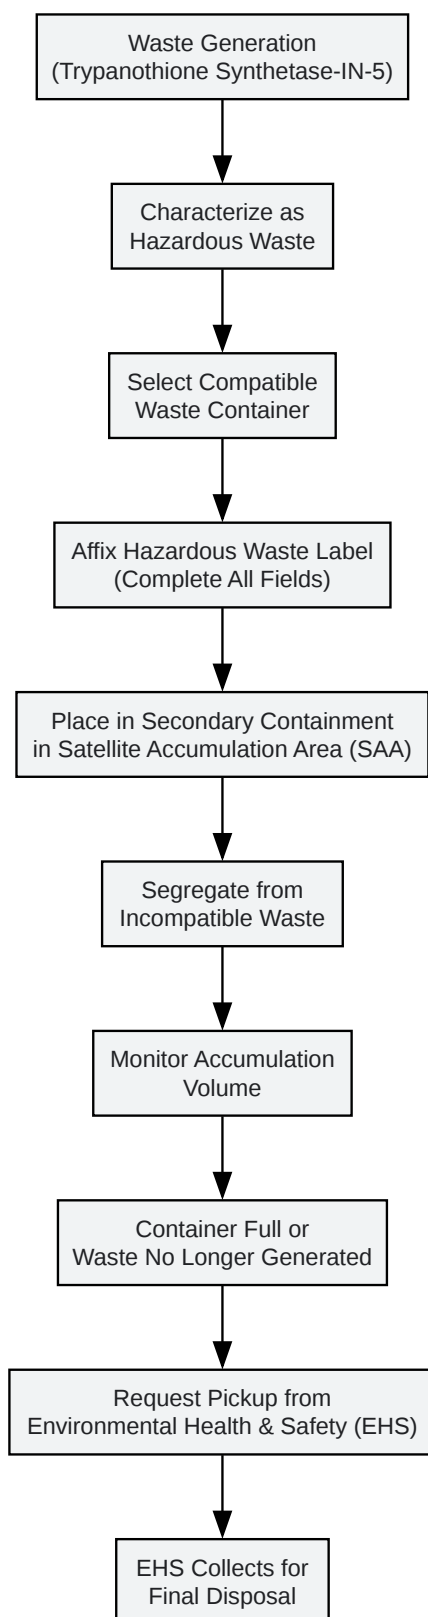 Waste Generation
(Trypanothione Synthetase-IN-5)
Characterize as
Hazardous Waste
Select Compatible
Waste Container
Affix Hazardous Waste Label
(Complete All Fields)
Place in Secondary Containment
in Satellite Accumulation Area (SAA)
Segregate from
Incompatible Waste
Monitor Accumulation
Volume
Container Full or
Waste No Longer Generated
Request Pickup from
Environmental Health & Safety (EHS)
EHS Collects for
Final Disposal